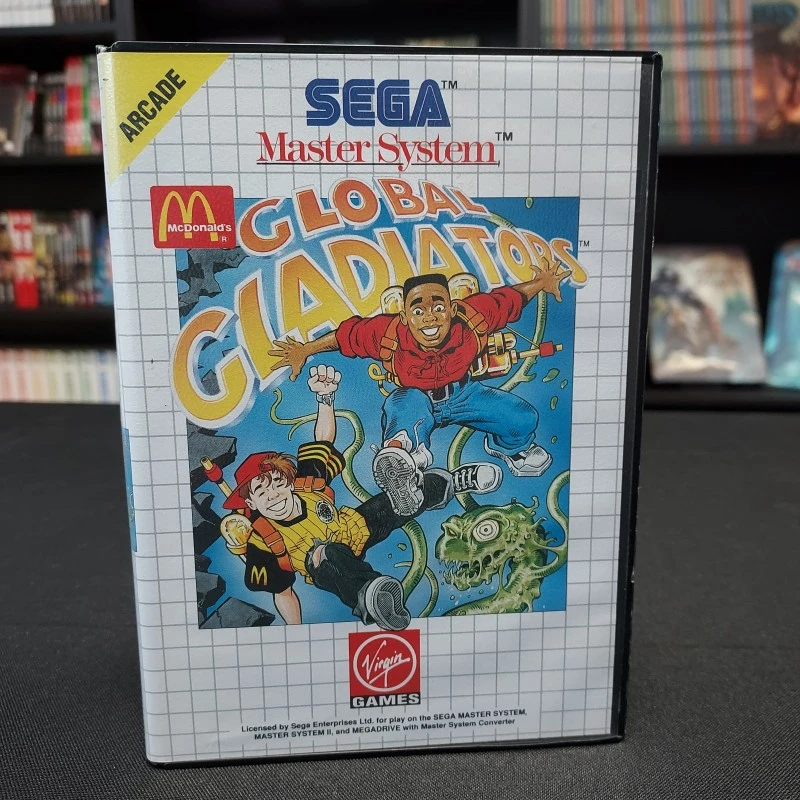 ARCADE
SEGA™
Master System™
McDonald's
®
GLOBAL
GLADIATORS™
M
Virgin
GAMES
Licensed by Sega Enterprises Ltd. for play on the SEGA MASTER SYSTEM,
MASTER SYSTEM II, and MEGADRIVE with Master System Converter